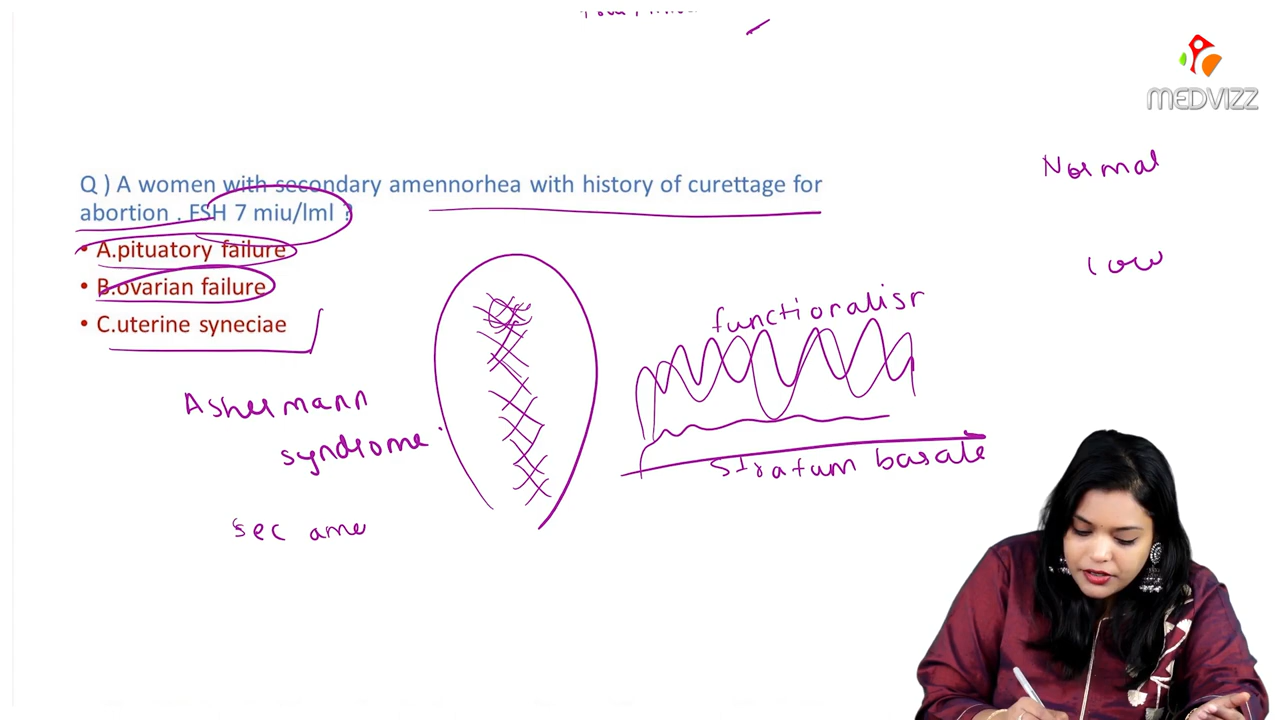 MEDVIZZ
Normal
Q ) A women with secondary amennorhea with history of curettage for
abortion . FSH 7 miu/lml ?
• A.pituatory failure
low
• B.ovarian failure
functioralisr
• C.uterine syneciae
Ashermann
syndrome
Stratum basale
sec ame